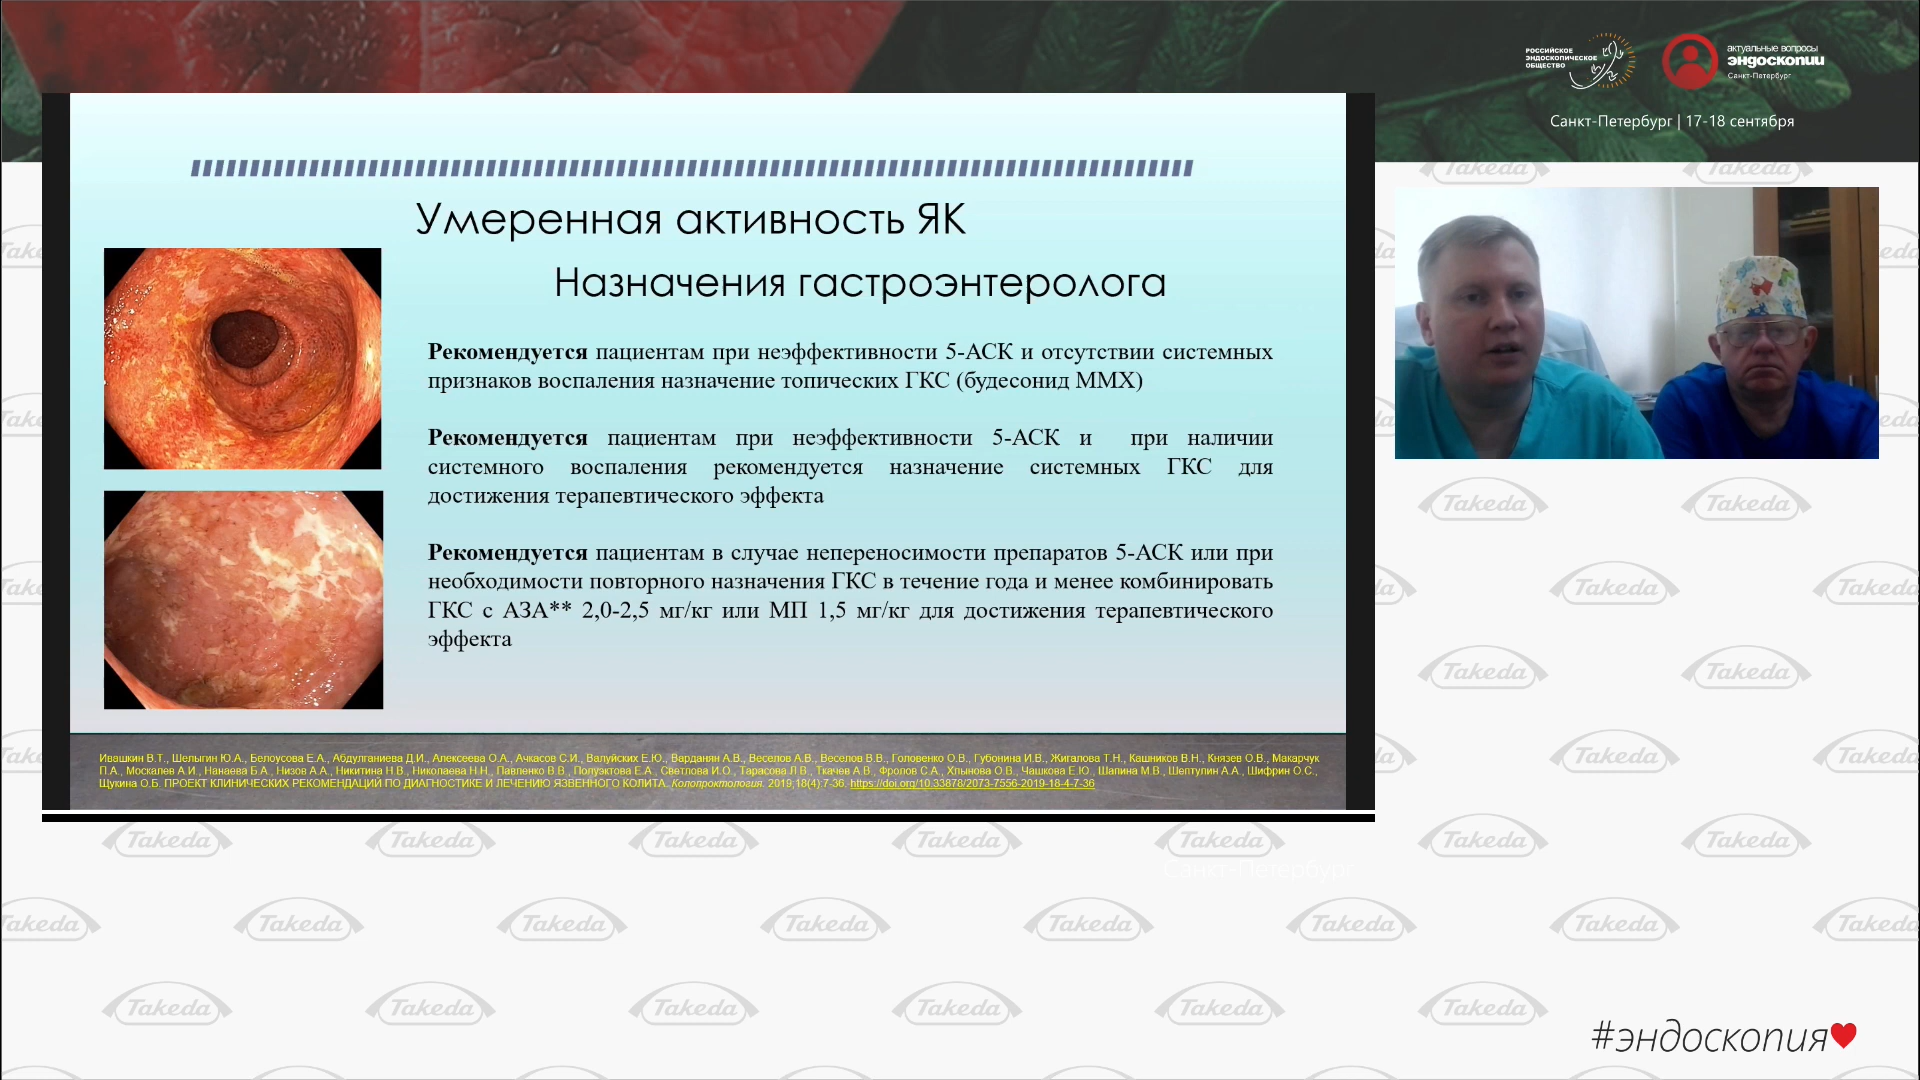 РОССИЙСКОЕ
ЭНДОСКОПИЧЕСКОЕ
ОБЩЕСТВО
актуальные вопросы
эндоскопии
Санкт-Петербург
Санкт-Петербург | 17-18 сентября
Умеренная активность ЯК
Назначения гастроэнтеролога
Рекомендуется пациентам при неэффективности 5-АСК и отсутствии системных
признаков воспаления назначение топических ГКС (будесонид ММХ)
Рекомендуется пациентам при неэффективности 5-АСК и при наличии
системного воспаления рекомендуется назначение системных ГКС для
достижения терапевтического эффекта
Рекомендуется пациентам в случае непереносимости препаратов 5-АСК или при
необходимости повторного назначения ГКС в течение года и менее комбинировать
ГКС с АЗА** 2,0-2,5 мг/кг или МП 1,5 мг/кг для достижения терапевтического
эффекта
Ивашкин В.Т., Шелыгин Ю.А., Белоусова Е.А., Абдулганиева Д.И., Алексеева О.А., Ачкасов С.И., Валуйских Е.Ю., Варданян А.В., Веселов А.В., Веселов В.В., Головенко О.В., Губонина И.В., Жигалова Т.Н., Кашников В.Н., Князев О.В., Макарчук
П.А., Москалев А.И., Нанаева Б.А., Низов А.А., Никитина Н.В., Николаева Н.Н., Павленко В.В., Полуэктова Е.А., Светлова И.О., Тарасова Л.В., Ткачев А.В., Фролов С.А., Хлынова О.В., Чашкова Е.Ю., Шапина М.В., Шептулин А.А., Шифрин О.С.,
Щукина О.Б. ПРОЕКТ КЛИНИЧЕСКИХ РЕКОМЕНДАЦИЙ ПО ДИАГНОСТИКЕ И ЛЕЧЕНИЮ ЯЗВЕННОГО КОЛИТА. Колопроктология. 2019;18(4):7-36. https://doi.org/10.33878/2073-7556-2019-18-4-7-36
Takeda
Санкт-Петербург
#эндоскопия